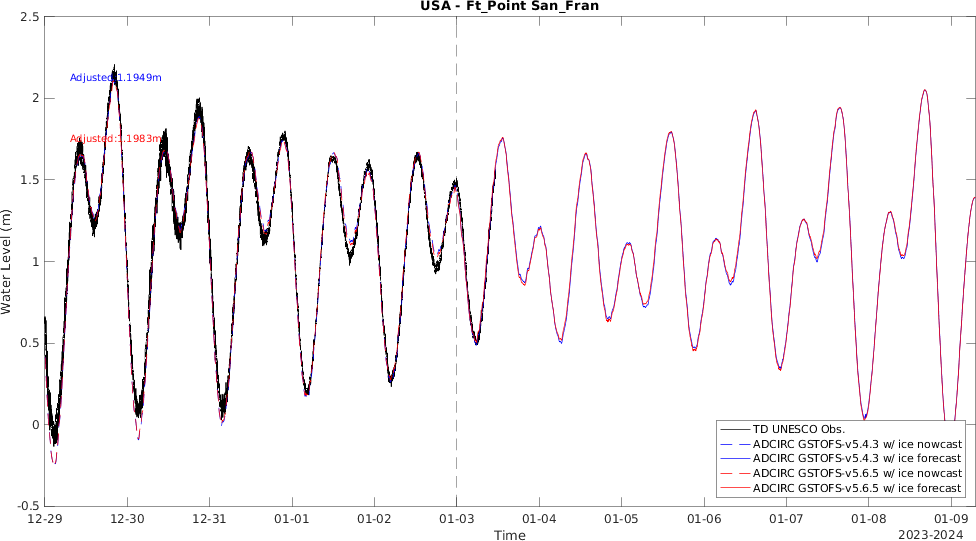 USA - Ft_Point San_Fran
2.5
2
1.5
1
0.5
0
-0.5
Water Level (m)
Adjusted:1.1949m
Adjusted:1.1983m
TD UNESCO Obs.
ADCIRC GSTOFS-v5.4.3 w/ ice nowcast
ADCIRC GSTOFS-v5.4.3 w/ ice forecast
ADCIRC GSTOFS-v5.6.5 w/ ice nowcast
ADCIRC GSTOFS-v5.6.5 w/ ice forecast
12-29 12-30 12-31 01-01 01-02 01-03 01-04 01-05 01-06 01-07 01-08 01-09
Time
2023-2024